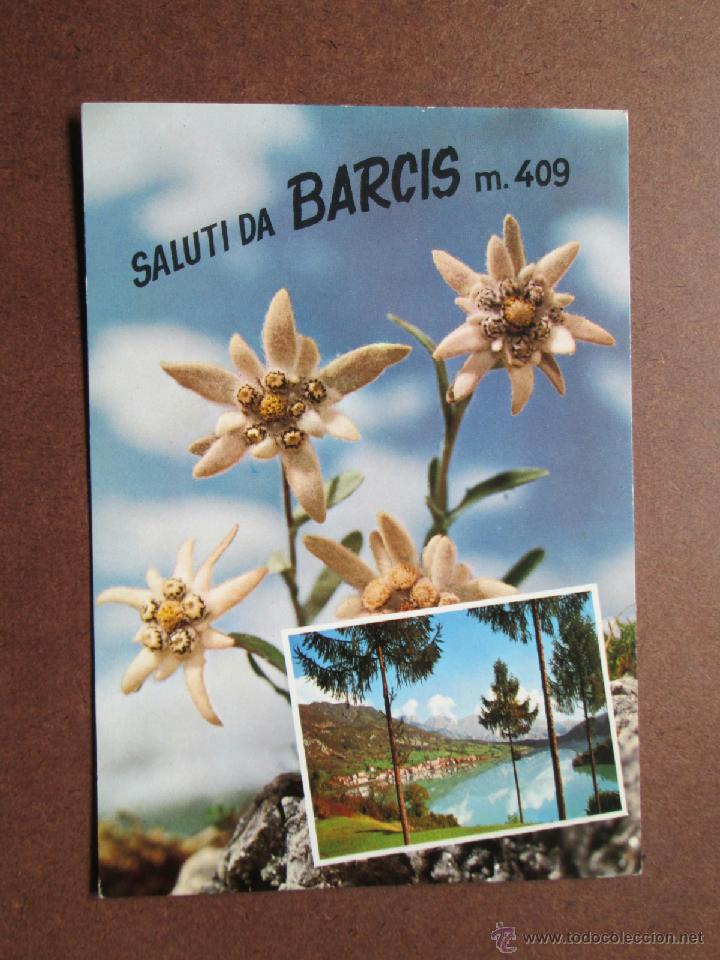 SALUTI DA BARCIS m. 409
© www.todocoleccion.net